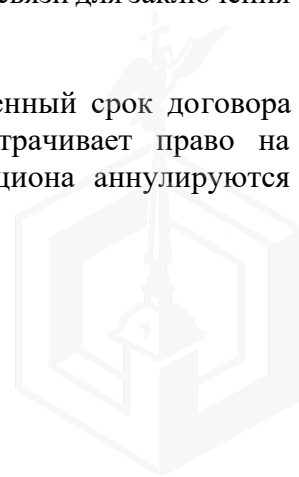 связи для заключения
енный срок договора
трачивает право на
циона аннулируются